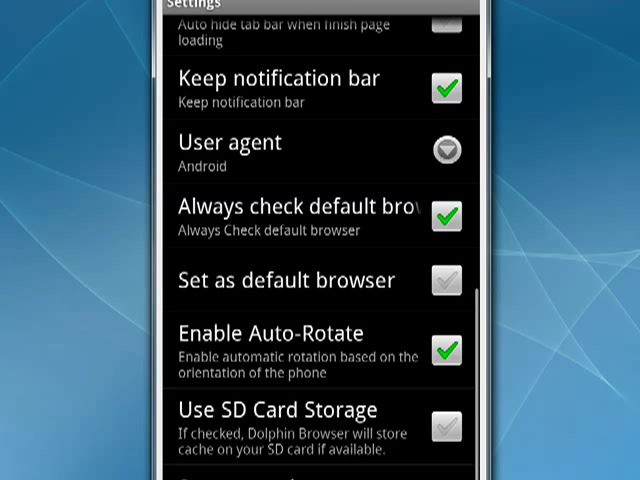 Settings
Auto hide tab bar when finish page
loading
Keep notification bar
Keep notification bar
User agent
Android
Always check default brow
Always Check default browser
Set as default browser
Enable Auto-Rotate
Enable automatic rotation based on the
orientation of the phone
Use SD Card Storage
If checked, Dolphin Browser will store
cache on your SD card if available.